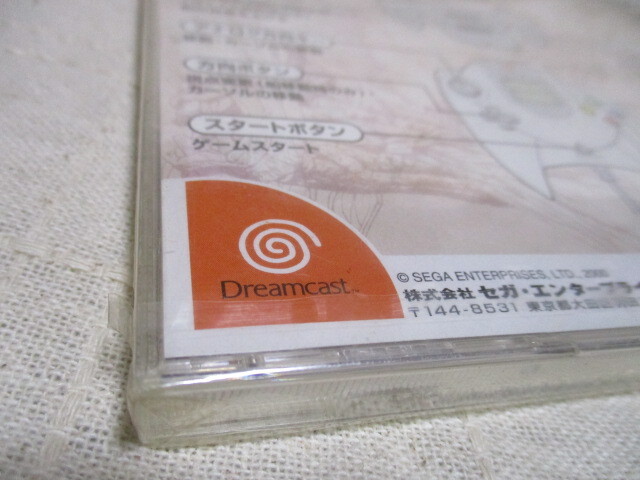 方向ボタン
カーソルの移動
スタートボタン
ゲームスタート
Dreamcast™
© SEGA ENTERPRISES, LTD., 2000
株式会社 セガ・エンタープライ
〒144-8531 東京都大田